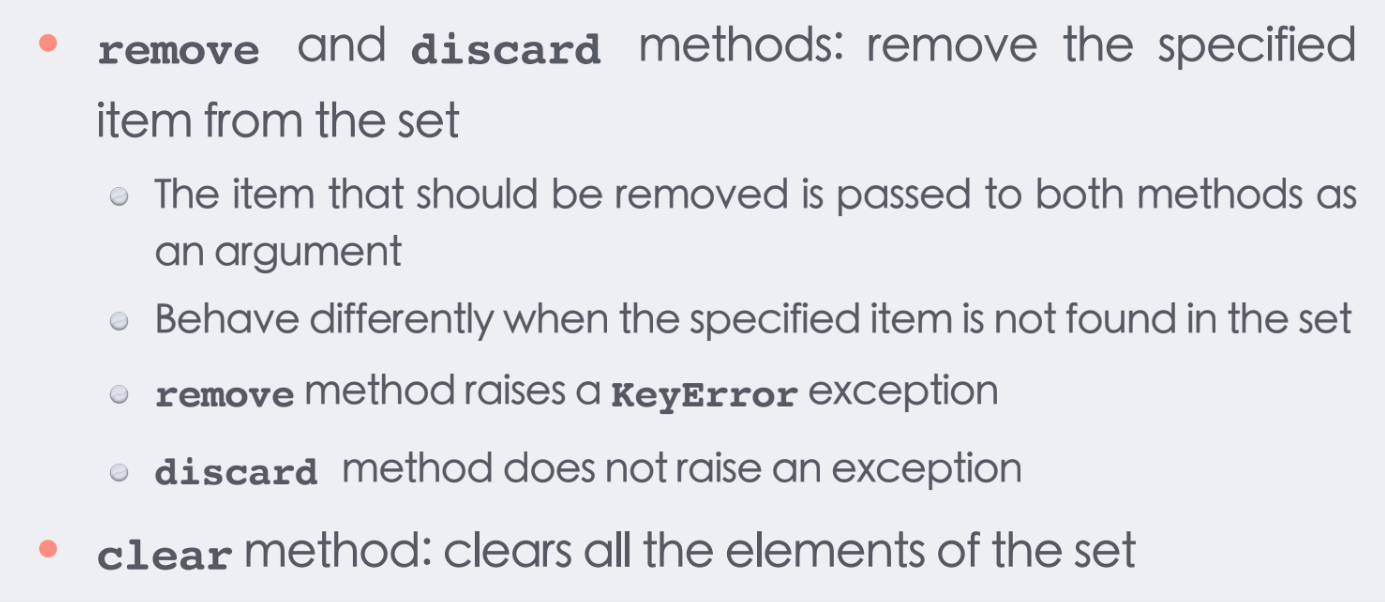 remove and discard methods: remove the specified
item from the set
The item that should be removed is passed to both methods as
an argument
Behave differently when the specified item is not found in the set
remove method raises a KeyError exception
discard method does not raise an exception
clear method: clears all the elements of the set